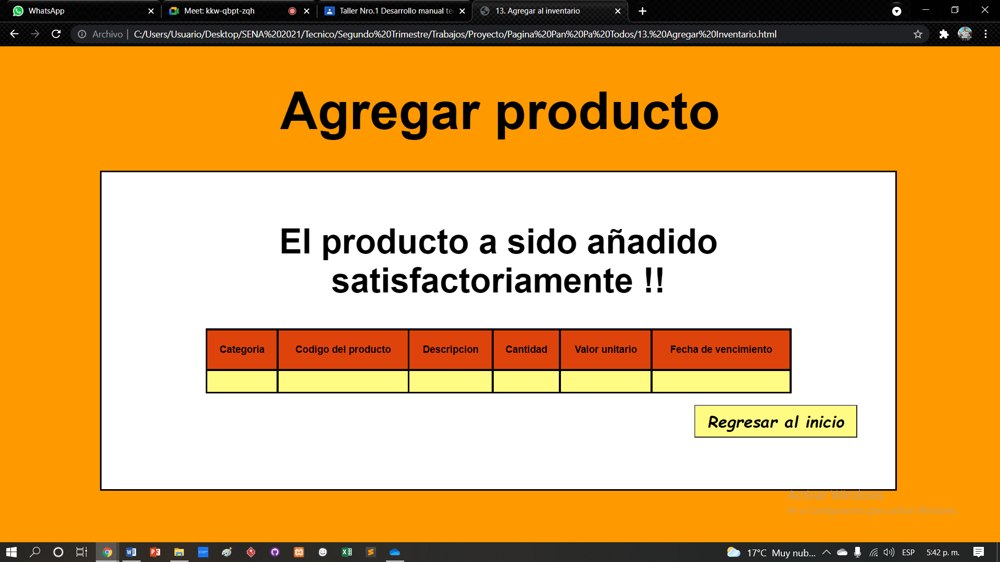 WhatsApp
Meet: kkw-qbpt-zqh
Taller Nro.1 Desarrollo manual te
13. Agregar al inventario
Archivo
C:/Users/Usuario/Desktop/SENA%202021/Tecnico/Segundo%20Trimestre/Trabajos/Proyecto/Pagina%20Pan%20Pa%20Todos/13.%20Agregar%20Inventario.html
Agregar producto
El producto a sido añadido
satisfactoriamente !!
Categoria Codigo del producto Descripcion Cantidad Valor unitario Fecha de vencimiento
Regresar al inicio
Activar Windows
Ve a Configuración para activar Windows.
17°C Muy nub... ESP 5:42 p. m.